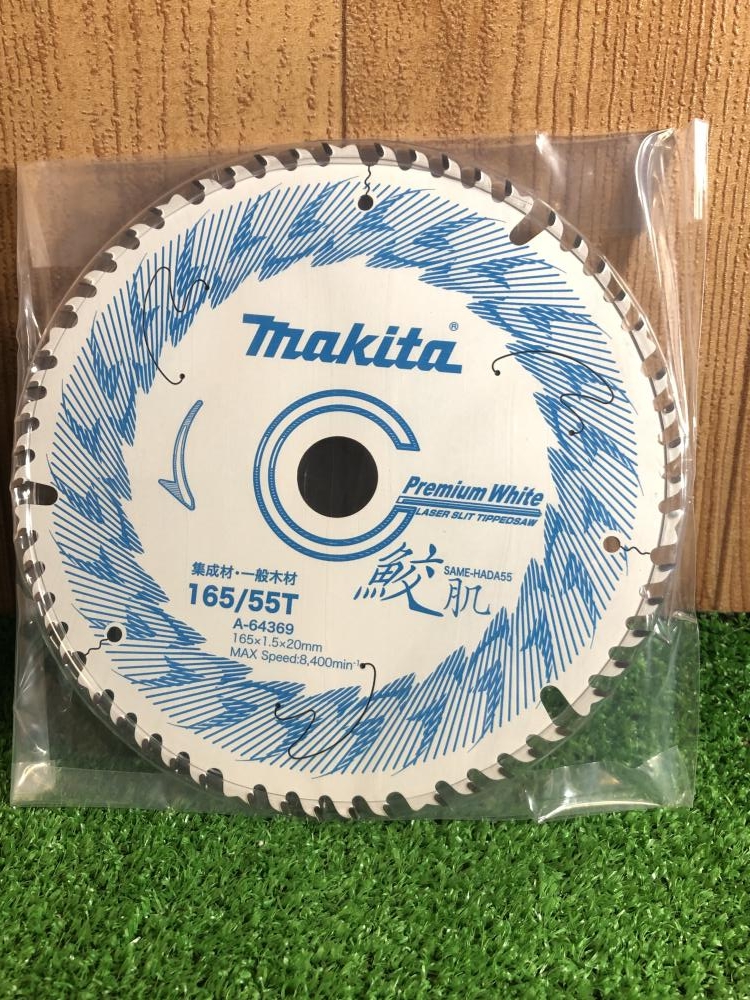 makita®
Premium White
LASER SLIT TIPPEDSAW
鮫肌
SAME-HADA55
集成材・一般木材
165/55T
A-64369
165×1.5×20mm
MAX Speed:8,400min⁻¹